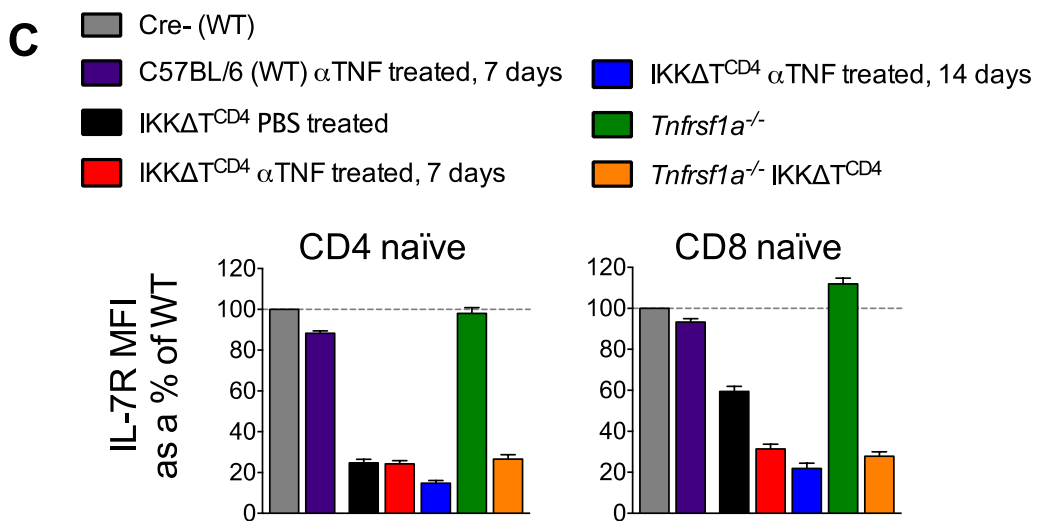 C
Cre- (WT)
C57BL/6 (WT) αTNF treated, 7 days
IKKΔT^CD4 PBS treated
IKKΔT^CD4 αTNF treated, 7 days
IKKΔT^CD4 αTNF treated, 14 days
Tnfrsf1a^-/-
Tnfrsf1a^-/- IKKΔT^CD4
IL-7R MFI
as a % of WT
CD4 naïve
120
100
80
60
40
20
0
CD8 naïve
120
100
80
60
40
20
0